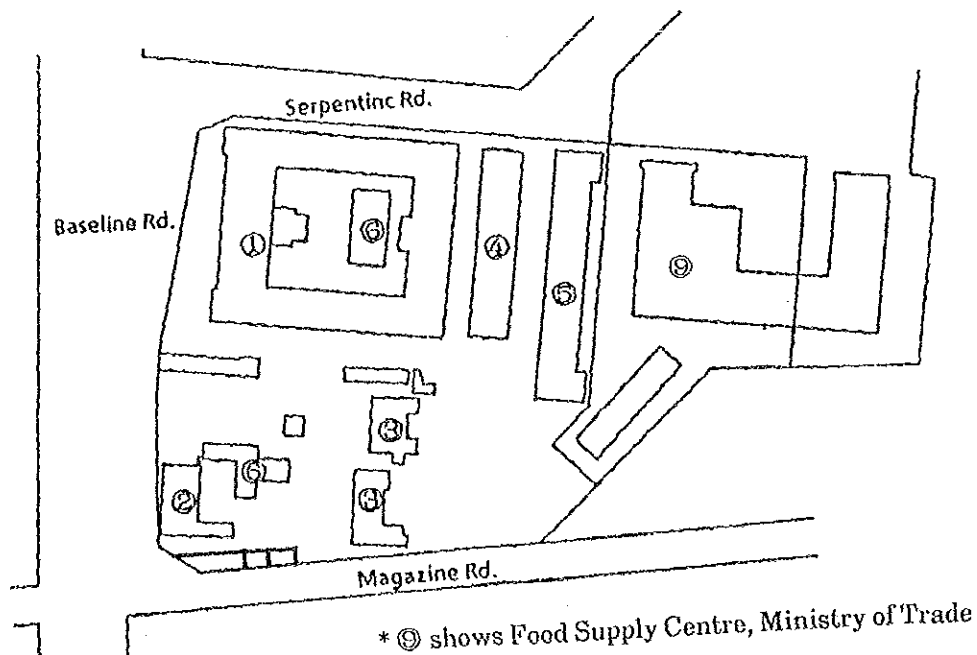 Serpentinc Rd.
Baseline Rd.
① ⑥ ④ ⑤ ⑨
③
② ⑥ ③
Magazine Rd.
* ⑨ shows Food Supply Centre, Ministry of Trade